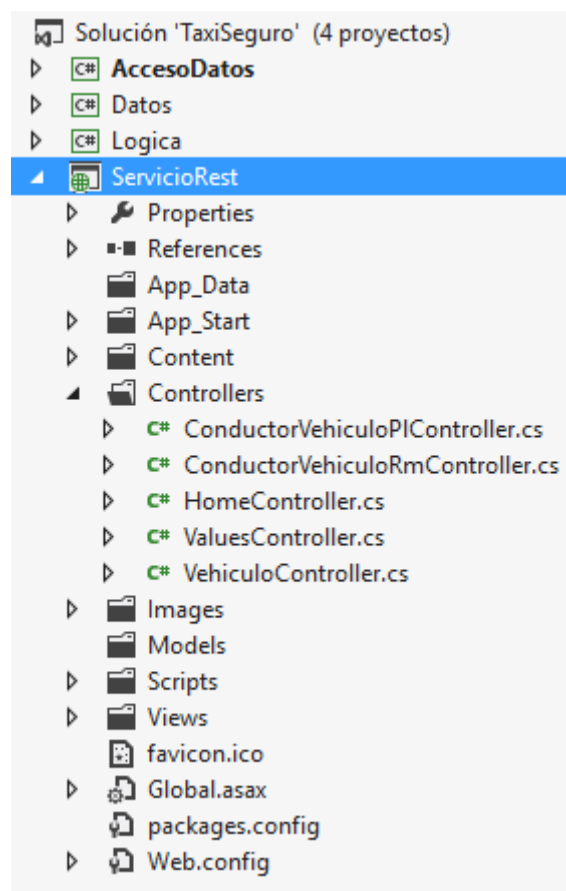 Solución 'TaxiSeguro' (4 proyectos)
C# AccesoDatos
C# Datos
C# Logica
ServicioRest
Properties
References
App_Data
App_Start
Content
Controllers
C# ConductorVehiculoPlController.cs
C# ConductorVehiculoRmController.cs
C# HomeController.cs
C# ValuesController.cs
C# VehiculoController.cs
Images
Models
Scripts
Views
favicon.ico
Global.asax
packages.config
Web.config